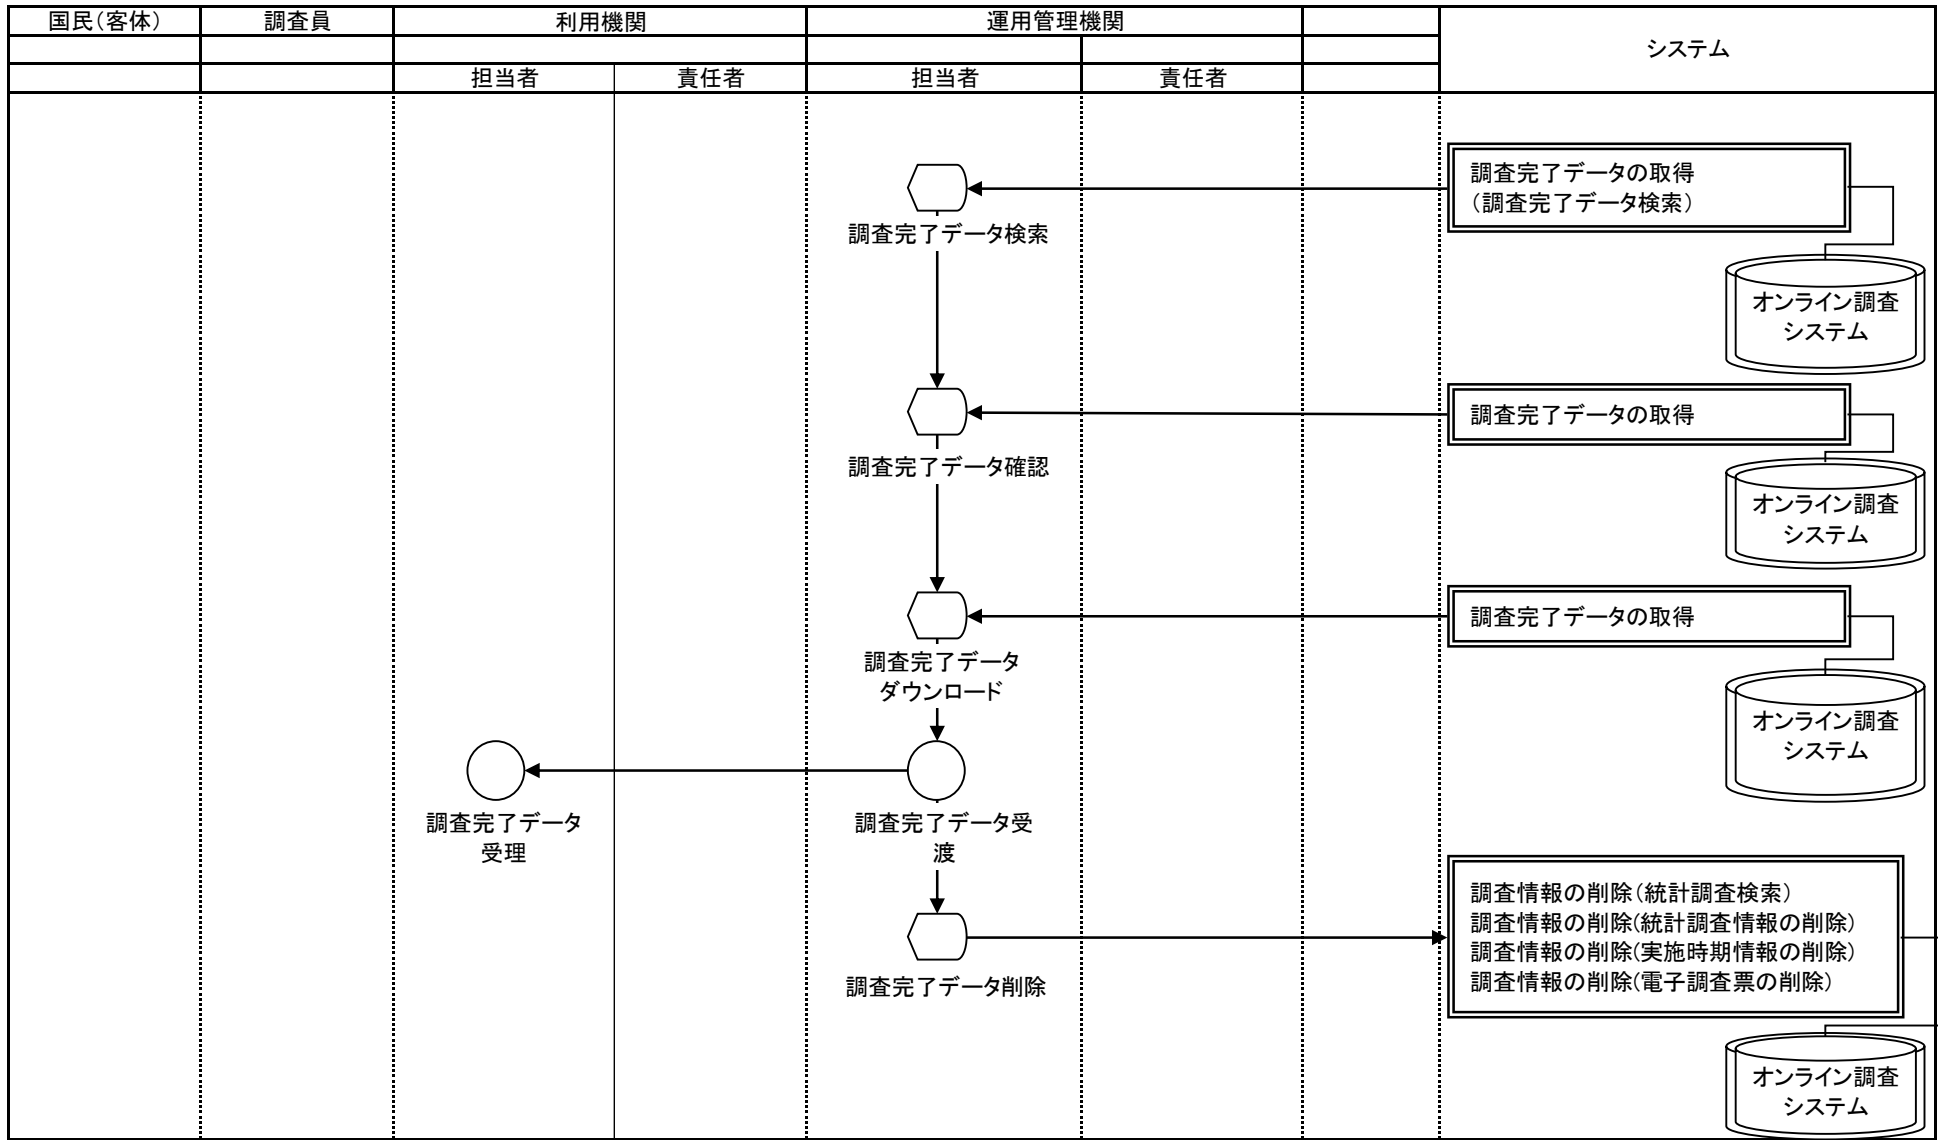 国民(客体)
調査員
利用機関
運用管理機関
システム
担当者
責任者
担当者
責任者
調査完了データの取得
(調査完了データ検索)
調査完了データ検索
オンライン調査
システム
調査完了データの取得
調査完了データ確認
オンライン調査
システム
調査完了データの取得
調査完了データ
ダウンロード
オンライン調査
システム
調査完了データ
受理
調査完了データ受
渡
調査情報の削除(統計調査検索)
調査情報の削除(統計調査情報の削除)
調査情報の削除(実施時期情報の削除)
調査情報の削除(電子調査票の削除)
調査完了データ削除
オンライン調査
システム